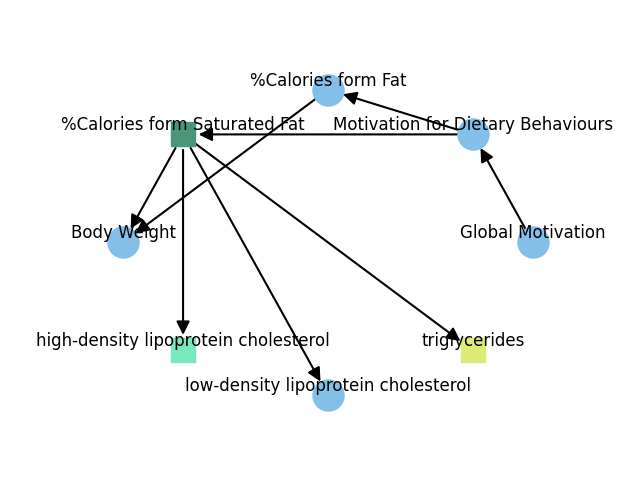 %Calories form Fat
%Calories form Saturated Fat
Motivation for Dietary Behaviours
Body Weight
Global Motivation
high-density lipoprotein cholesterol
triglycerides
low-density lipoprotein cholesterol